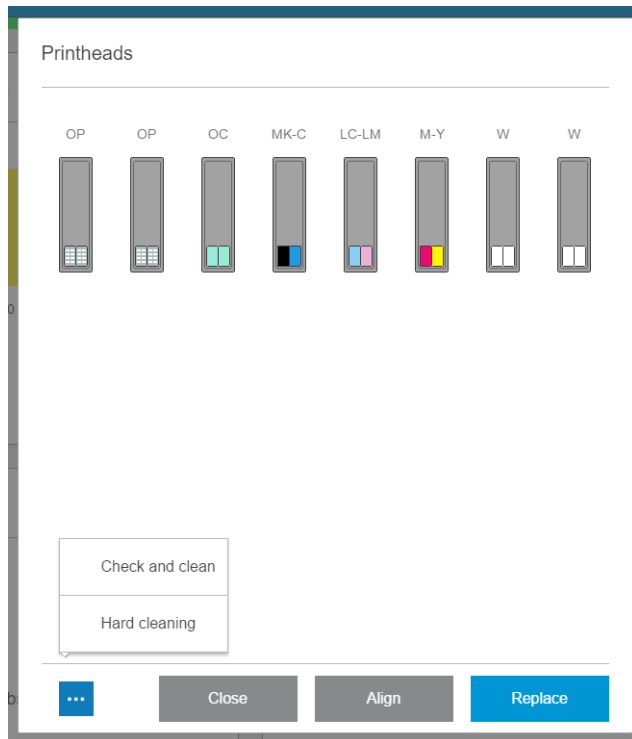 Printheads
OP OP OC MK-C LC-LM M-Y W W
Check and clean
Hard cleaning
... Close Align Replace